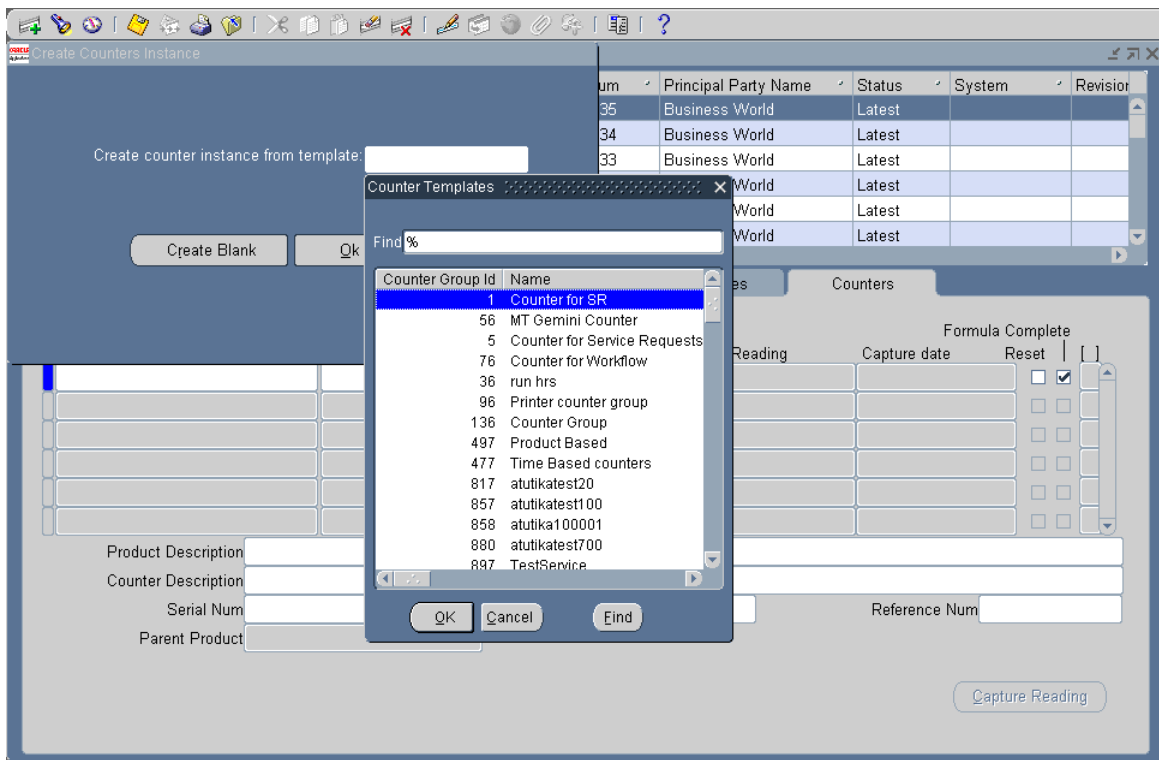 ORACLE
Create Counters Instance
um Principal Party Name Status System Revision
35 Business World Latest
34 Business World Latest
33 Business World Latest
World Latest
World Latest
World Latest
Create counter instance from template:
Create Blank Ok
Counter Templates
Find %
Counter Group Id Name
1 Counter for SR
56 MT Gemini Counter
5 Counter for Service Requests
76 Counter for Workflow
36 run hrs
96 Printer counter group
136 Counter Group
497 Product Based
477 Time Based counters
817 atutikatest20
857 atutikatest100
858 atutika100001
880 atutikatest700
897 TestService
OK Cancel Find
es Counters
Formula Complete
Reading Capture date Reset [ ]
Product Description
Counter Description
Serial Num Reference Num
Parent Product
Capture Reading